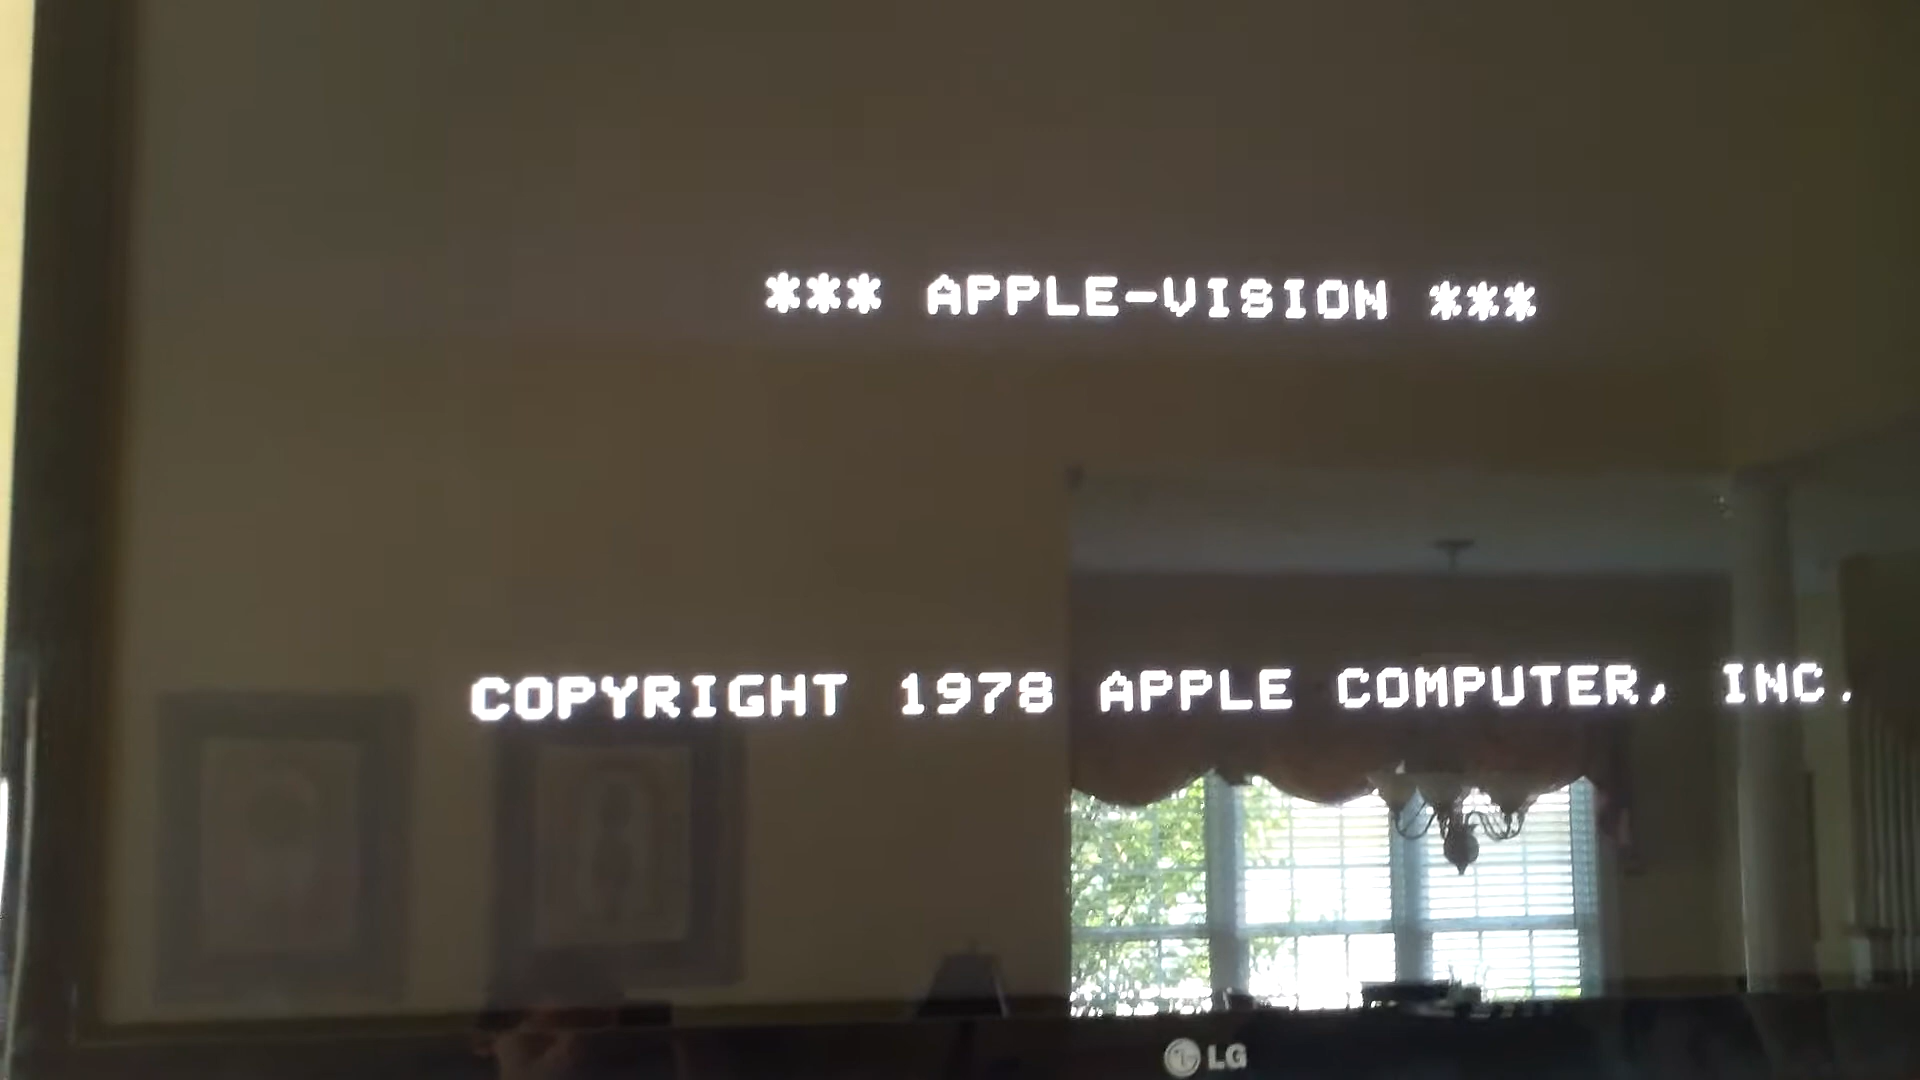 *** APPLE-VISION ***
COPYRIGHT 1978 APPLE COMPUTER, INC.
LG